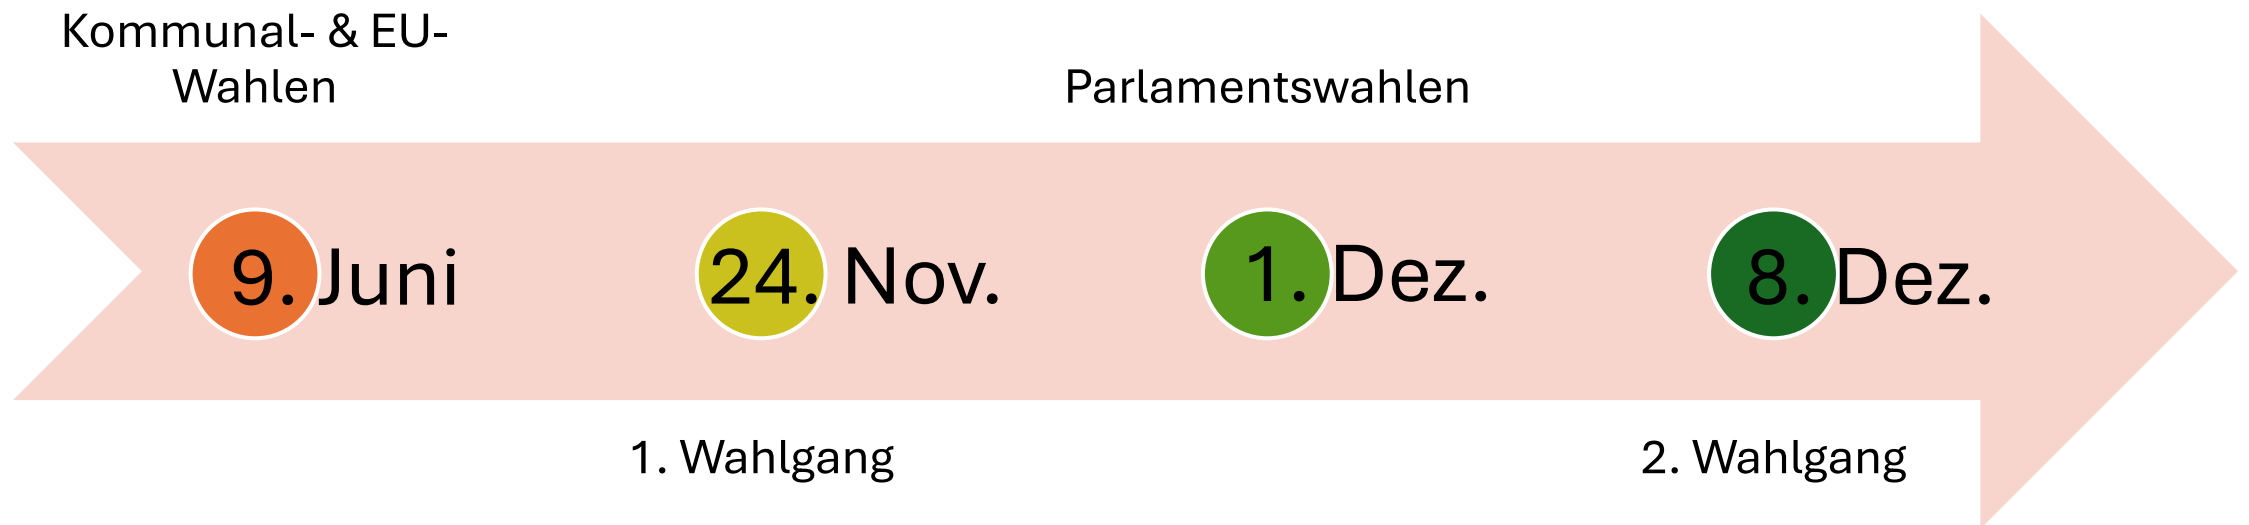 Kommunal- & EU-
Wahlen
Parlamentswahlen
9. Juni
24. Nov.
1. Dez.
8. Dez.
1. Wahlgang
2. Wahlgang